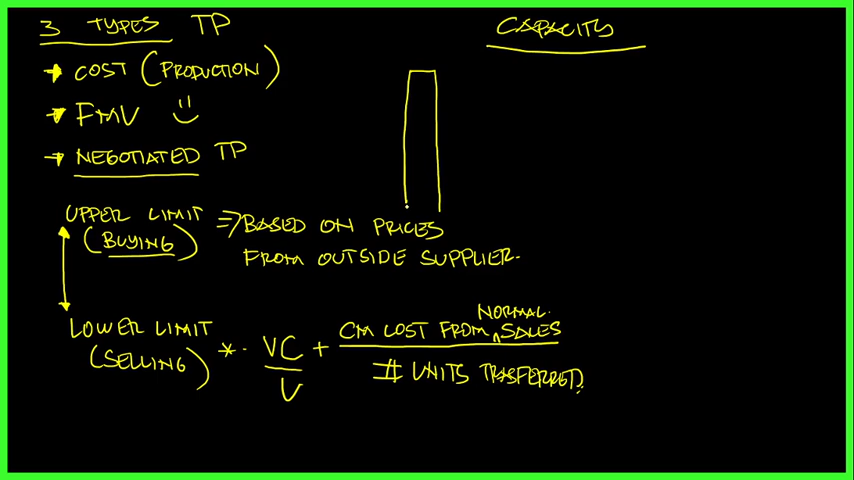 3 TYPES TP
→ COST (PRODUCTION)
→ FMV
→ NEGOTIATED TP
CAPACITY
UPPER LIMIT ⇒ BASED ON PRICES
(BUYING) FROM OUTSIDE SUPPLIER.
LOWER LIMIT
(SELLING) * VC / U + CM LOST FROM NORMAL SALES
# UNITS TRASFERRED.